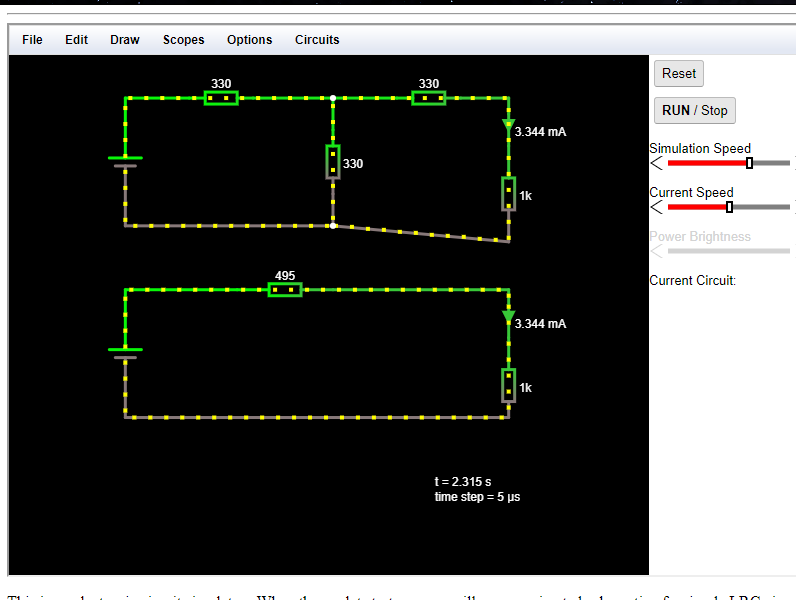 File Edit Draw Scopes Options Circuits
Reset
RUN / Stop
Simulation Speed
Current Speed
Power Brightness
Current Circuit:
330
330
3.344 mA
330
1k
495
3.344 mA
1k
t = 2.315 s
time step = 5 µs